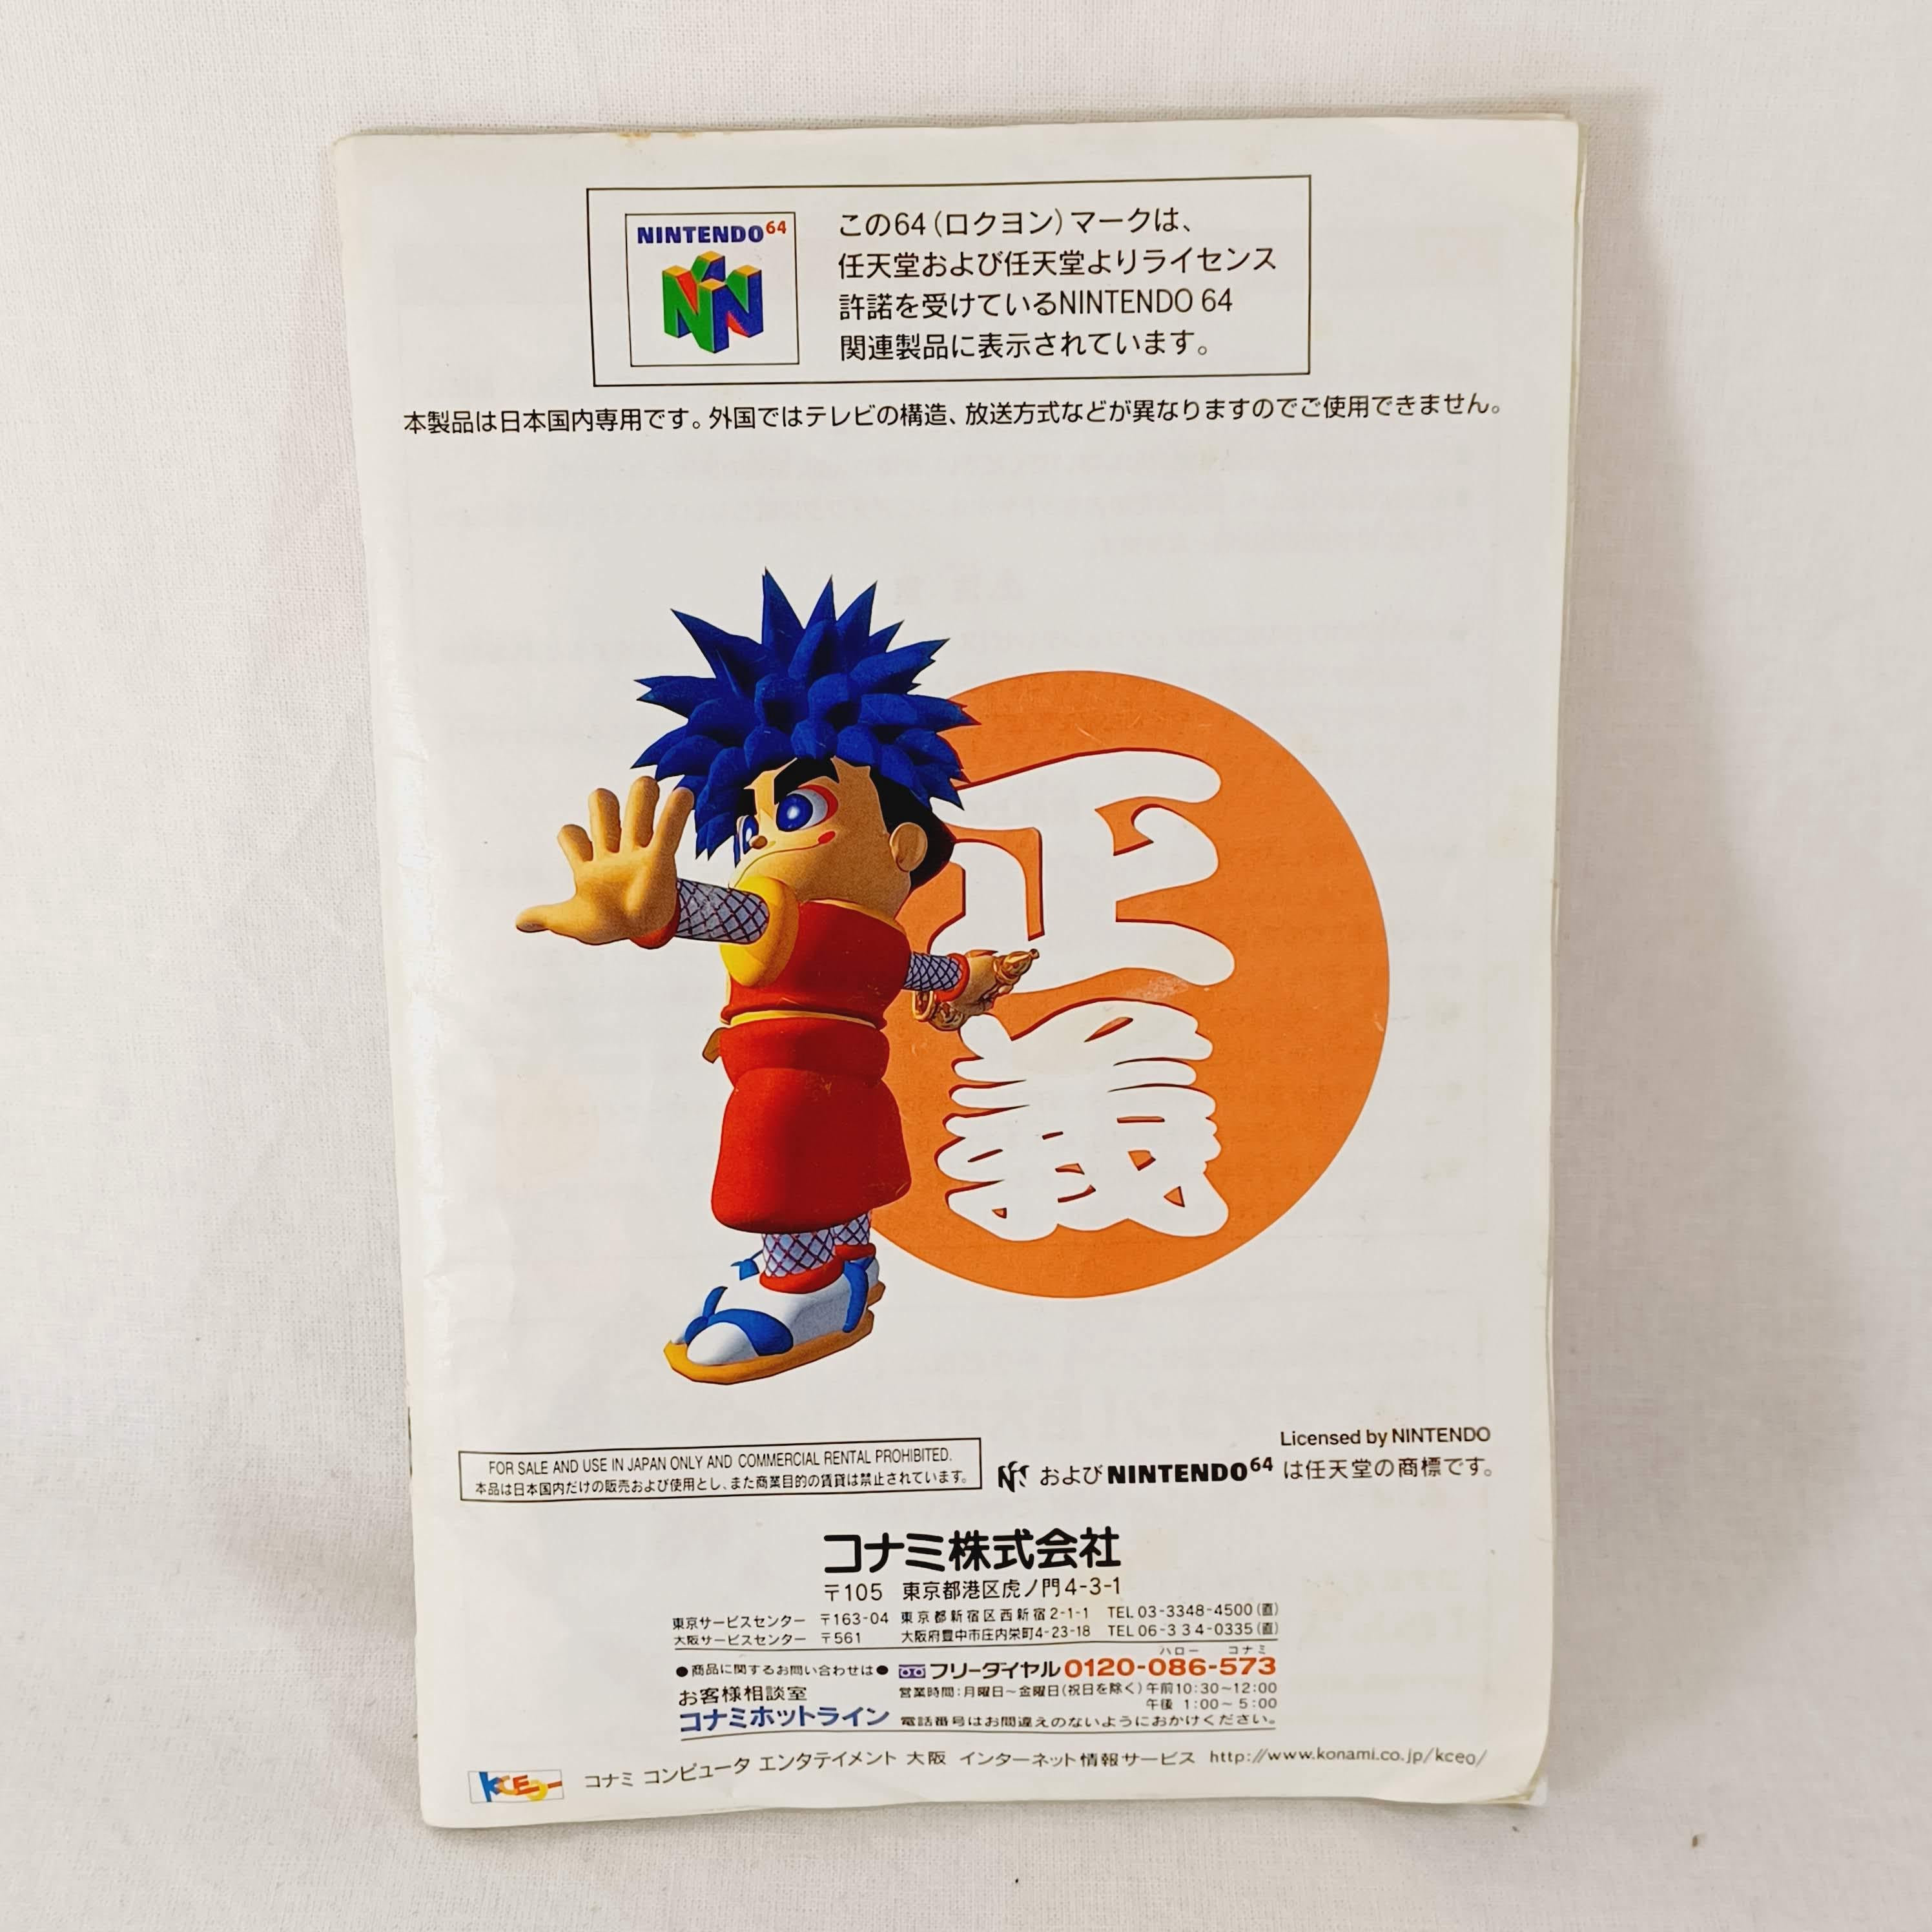 NINTENDO64
この64(ロクヨン)マークは、
任天堂および任天堂よりライセンス
許諾を受けているNINTENDO 64
関連製品に表示されています。
本製品は日本国内専用です。外国ではテレビの構造、放送方式などが異なりますのでご使用できません。
正義
FOR SALE AND USE IN JAPAN ONLY AND COMMERCIAL RENTAL PROHIBITED.
本品は日本国内だけの販売および使用とし、また商業目的の賃貸は禁止されています。
Licensed by NINTENDO
およびNINTENDO64は任天堂の商標です。
コナミ株式会社
〒105 東京都港区虎ノ門4-3-1
東京サービスセンター 〒163-04 東京都新宿区西新宿2-1-1 TEL 03-3348-4500(直)
大阪サービスセンター 〒561 大阪府豊中市庄内栄町4-23-18 TEL 06-334-0335(直)
ハロー コナミ
●商品に関するお問い合わせは● フリーダイヤル0120-086-573
お客様相談室 営業時間:月曜日〜金曜日(祝日を除く)午前10:30〜12:00
午後 1:00〜5:00
コナミホットライン 電話番号はお間違えのないようにおかけください。
KCEO コナミ コンピュータ エンタテイメント 大阪 インターネット情報サービス http://www.konami.co.jp/kceo/